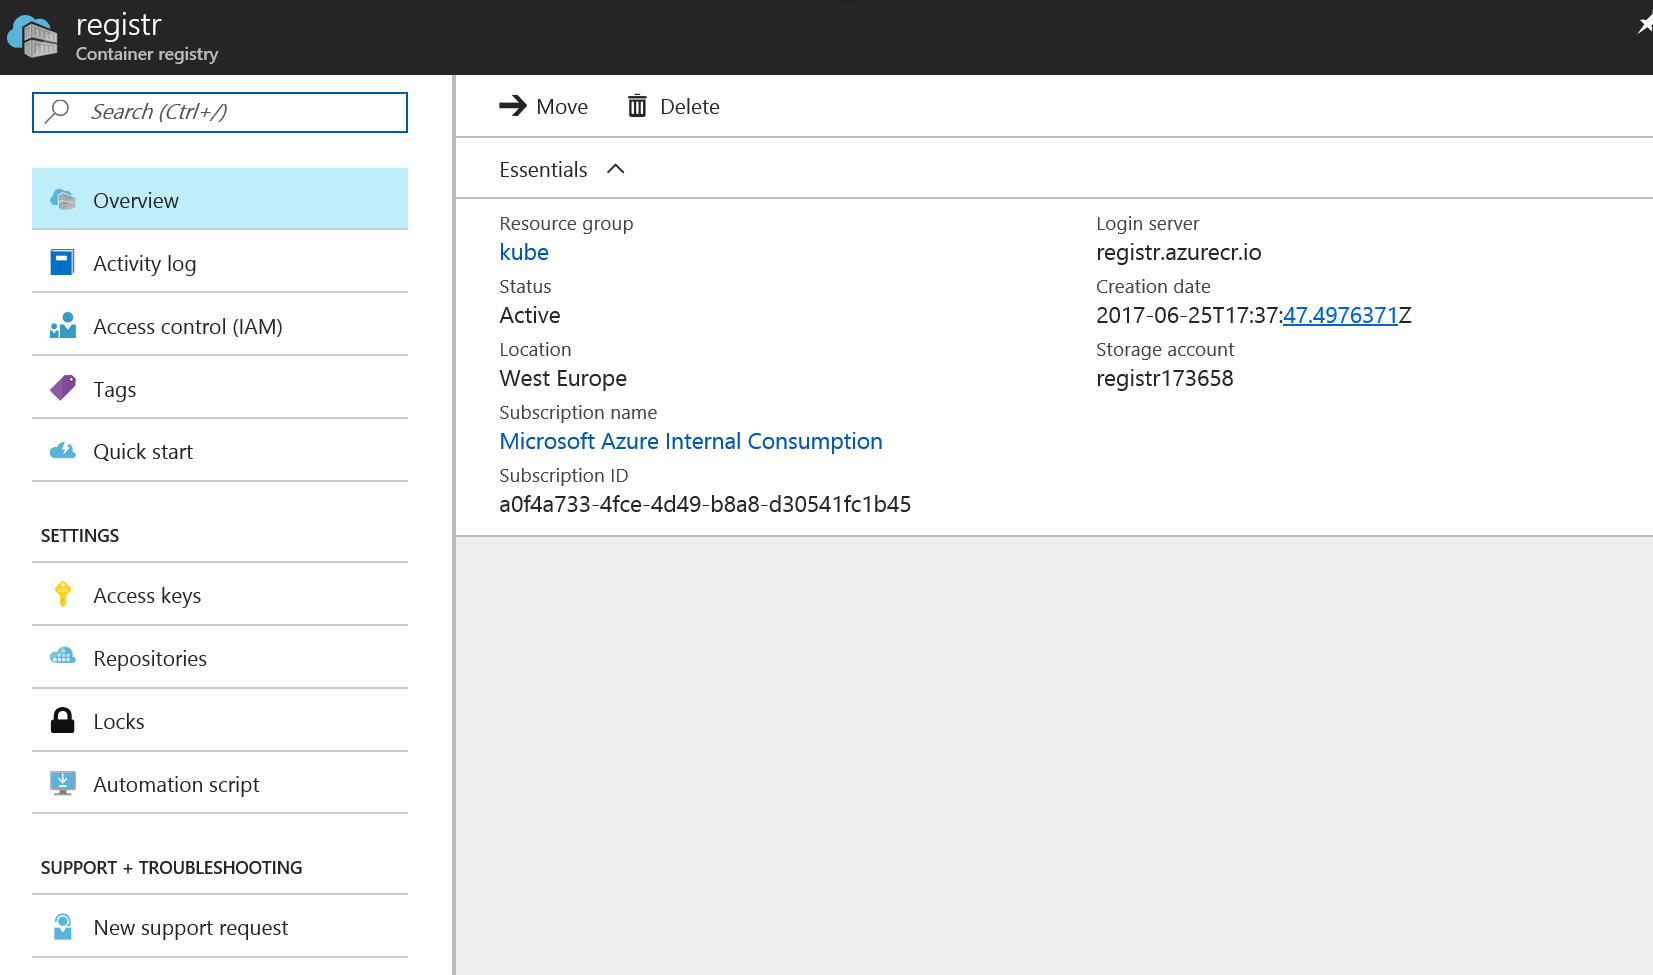 registr
Container registry
Search (Ctrl+/)
Overview
Activity log
Access control (IAM)
Tags
Quick start
SETTINGS
Access keys
Repositories
Locks
Automation script
SUPPORT + TROUBLESHOOTING
New support request
Move Delete
Essentials
Resource group
kube
Status
Active
Location
West Europe
Subscription name
Microsoft Azure Internal Consumption
Subscription ID
a0f4a733-4fce-4d49-b8a8-d30541fc1b45
Login server
registr.azurecr.io
Creation date
2017-06-25T17:37:47.4976371Z
Storage account
registr173658